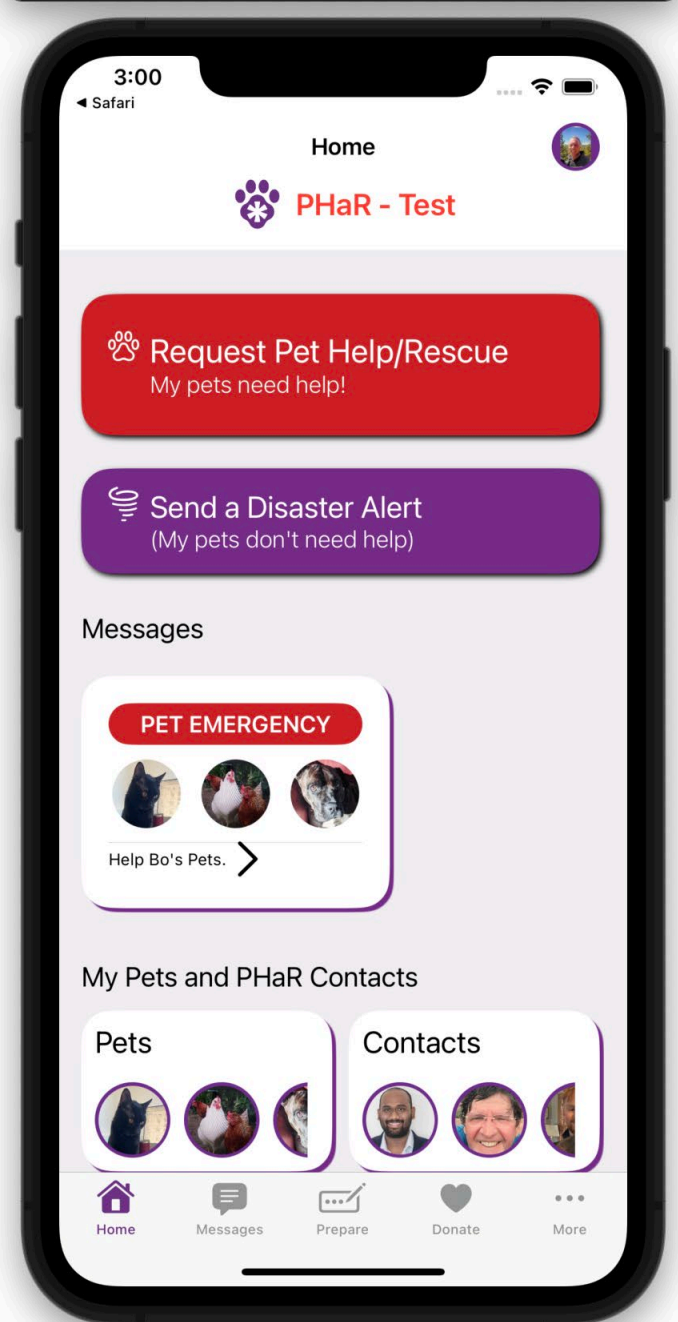 3:00
Safari
Home
PHaR - Test
Request Pet Help/Rescue
My pets need help!
Send a Disaster Alert
(My pets don't need help)
Messages
PET EMERGENCY
Help Bo's Pets.
My Pets and PHaR Contacts
Pets
Contacts
Home
Messages
Prepare
Donate
More